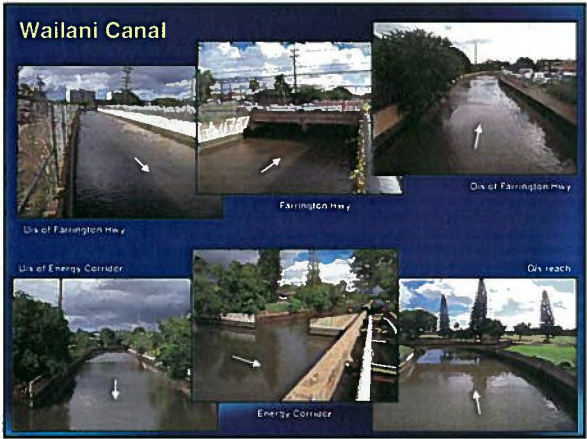 Wailani Canal
U/s of Farrington Hwy
Farrington Hwy
D/s of Farrington Hwy
U/s of Energy Corridor
Energy Corridor
D/s reach